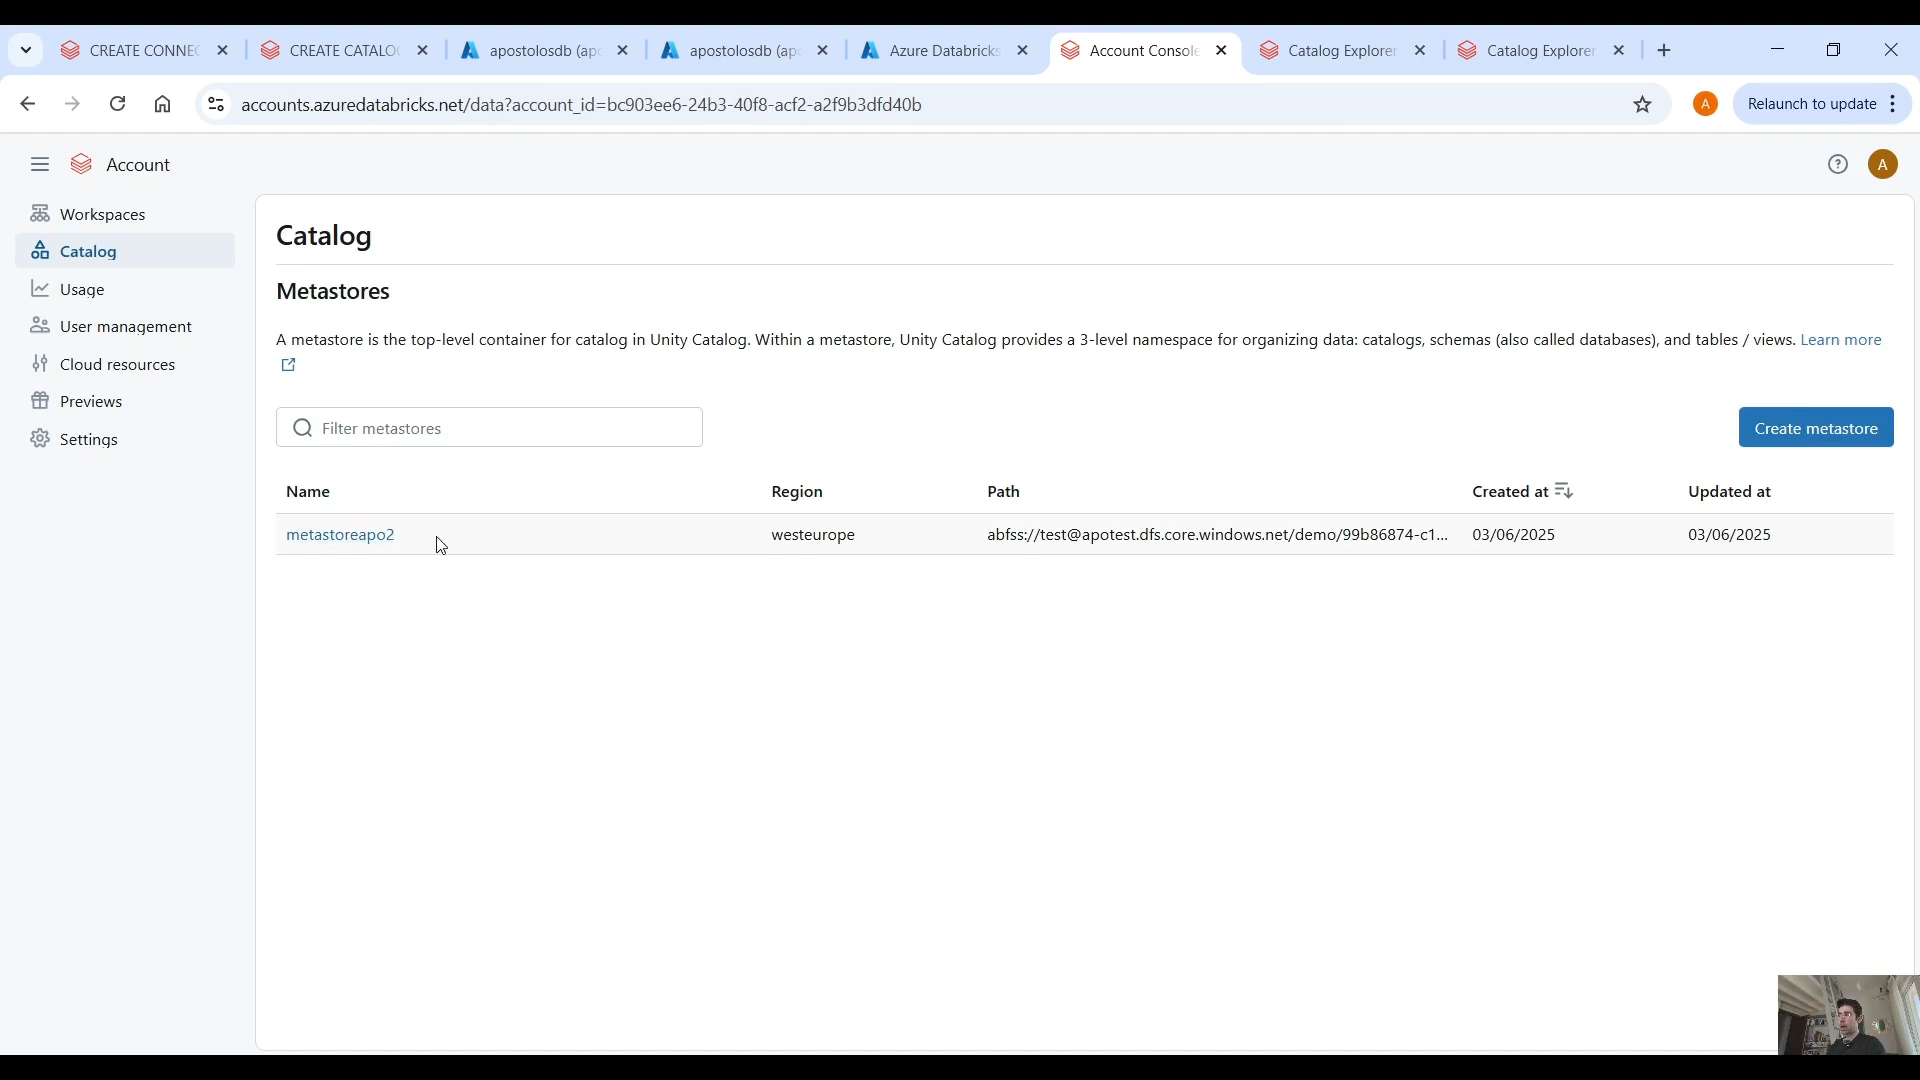 CREATE CONNEC
CREATE CATALOG
apostolosdb (apo
apostolosdb (apo
Azure Databricks
Account Console
Catalog Explorer
Catalog Explorer
accounts.azuredatabricks.net/data?account_id=bc903ee6-24b3-40f8-acf2-a2f9b3dfd40b
A
Relaunch to update
Account
A
Workspaces
Catalog
Usage
User management
Cloud resources
Previews
Settings
Catalog
Metastores
A metastore is the top-level container for catalog in Unity Catalog. Within a metastore, Unity Catalog provides a 3-level namespace for organizing data: catalogs, schemas (also called databases), and tables / views. Learn more
Filter metastores
Create metastore
Name Region Path Created at Updated at
metastoreapo2 westeurope abfss://test@apotest.dfs.core.windows.net/demo/99b86874-c1... 03/06/2025 03/06/2025